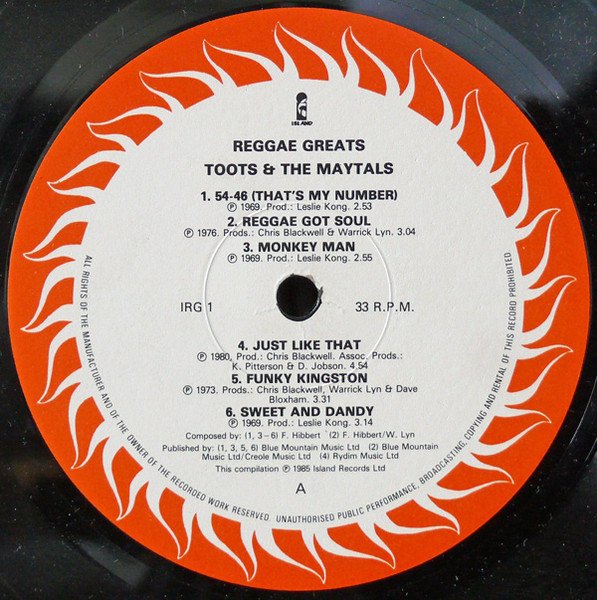 ISLAND
REGGAE GREATS
TOOTS & THE MAYTALS
1. 54-46 (THAT'S MY NUMBER)
Ⓟ 1969. Prod.: Leslie Kong. 2.53
2. REGGAE GOT SOUL
Ⓟ 1976. Prods.: Chris Blackwell & Warrick Lyn. 3.04
3. MONKEY MAN
Ⓟ 1969. Prod.: Leslie Kong. 2.55
IRG 1 33 R.P.M.
4. JUST LIKE THAT
Ⓟ 1980, Prod.: Chris Blackwell. Assoc. Prods.:
K. Pitterson & D. Jobson. 4.54
5. FUNKY KINGSTON
Ⓟ 1973. Prods.: Chris Blackwell, Warrick Lyn & Dave
Bloxham. 3.31
6. SWEET AND DANDY
Ⓟ 1969. Prod.: Leslie Kong. 3.14
Composed by: (1, 3-6) F. Hibbert (2) F. Hibbert/W. Lyn
Published by: (1, 3, 5, 6) Blue Mountain Music Ltd (2) Blue Mountain
Music Ltd/Creole Music Ltd (4) Rydim Music Ltd
This compilation Ⓟ 1985 Island Records Ltd
A
ALL RIGHTS OF THE MANUFACTURER AND OF THE OWNER OF THE RECORDED WORK RESERVED. UNAUTHORISED PUBLIC PERFORMANCE, BROADCASTING, COPYING AND RENTAL OF THIS RECORD PROHIBITED